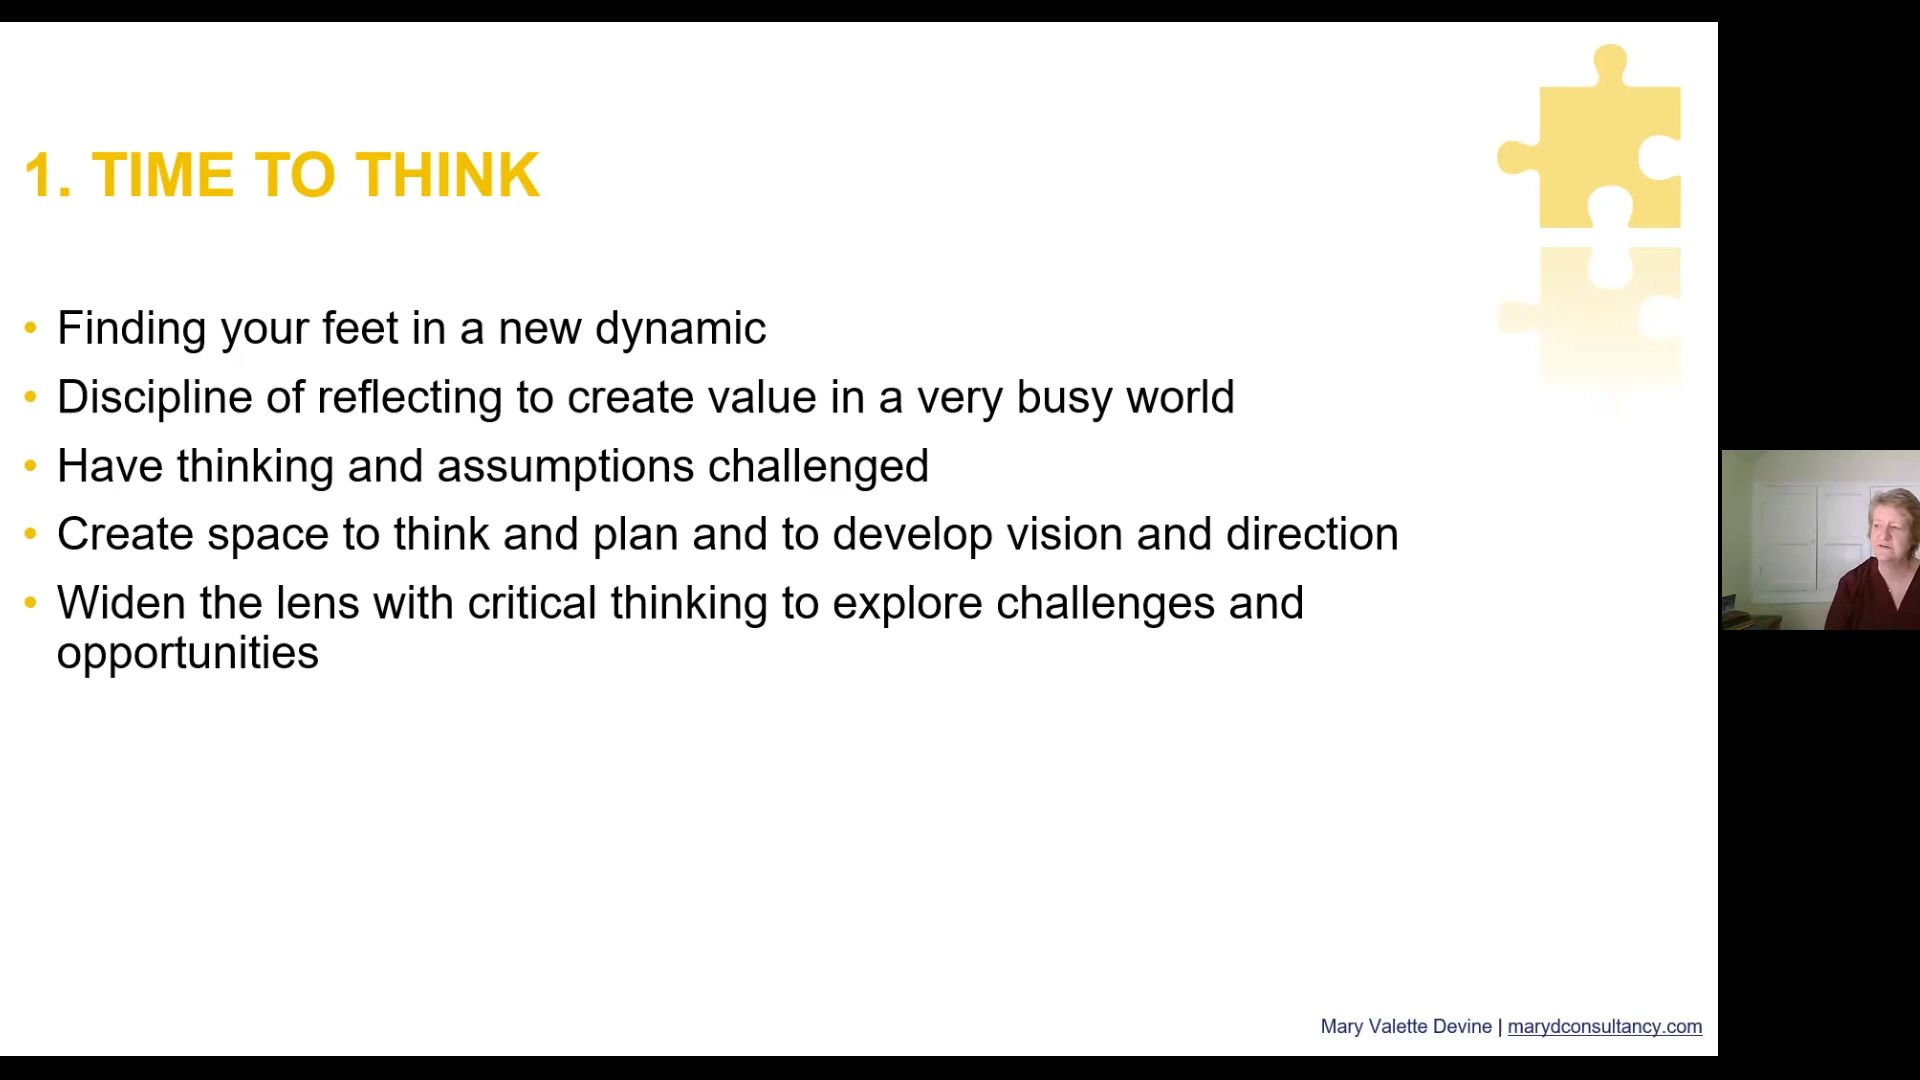 1. TIME TO THINK
• Finding your feet in a new dynamic
• Discipline of reflecting to create value in a very busy world
• Have thinking and assumptions challenged
• Create space to think and plan and to develop vision and direction
• Widen the lens with critical thinking to explore challenges and
opportunities
Mary Valette Devine | marydconsultancy.com